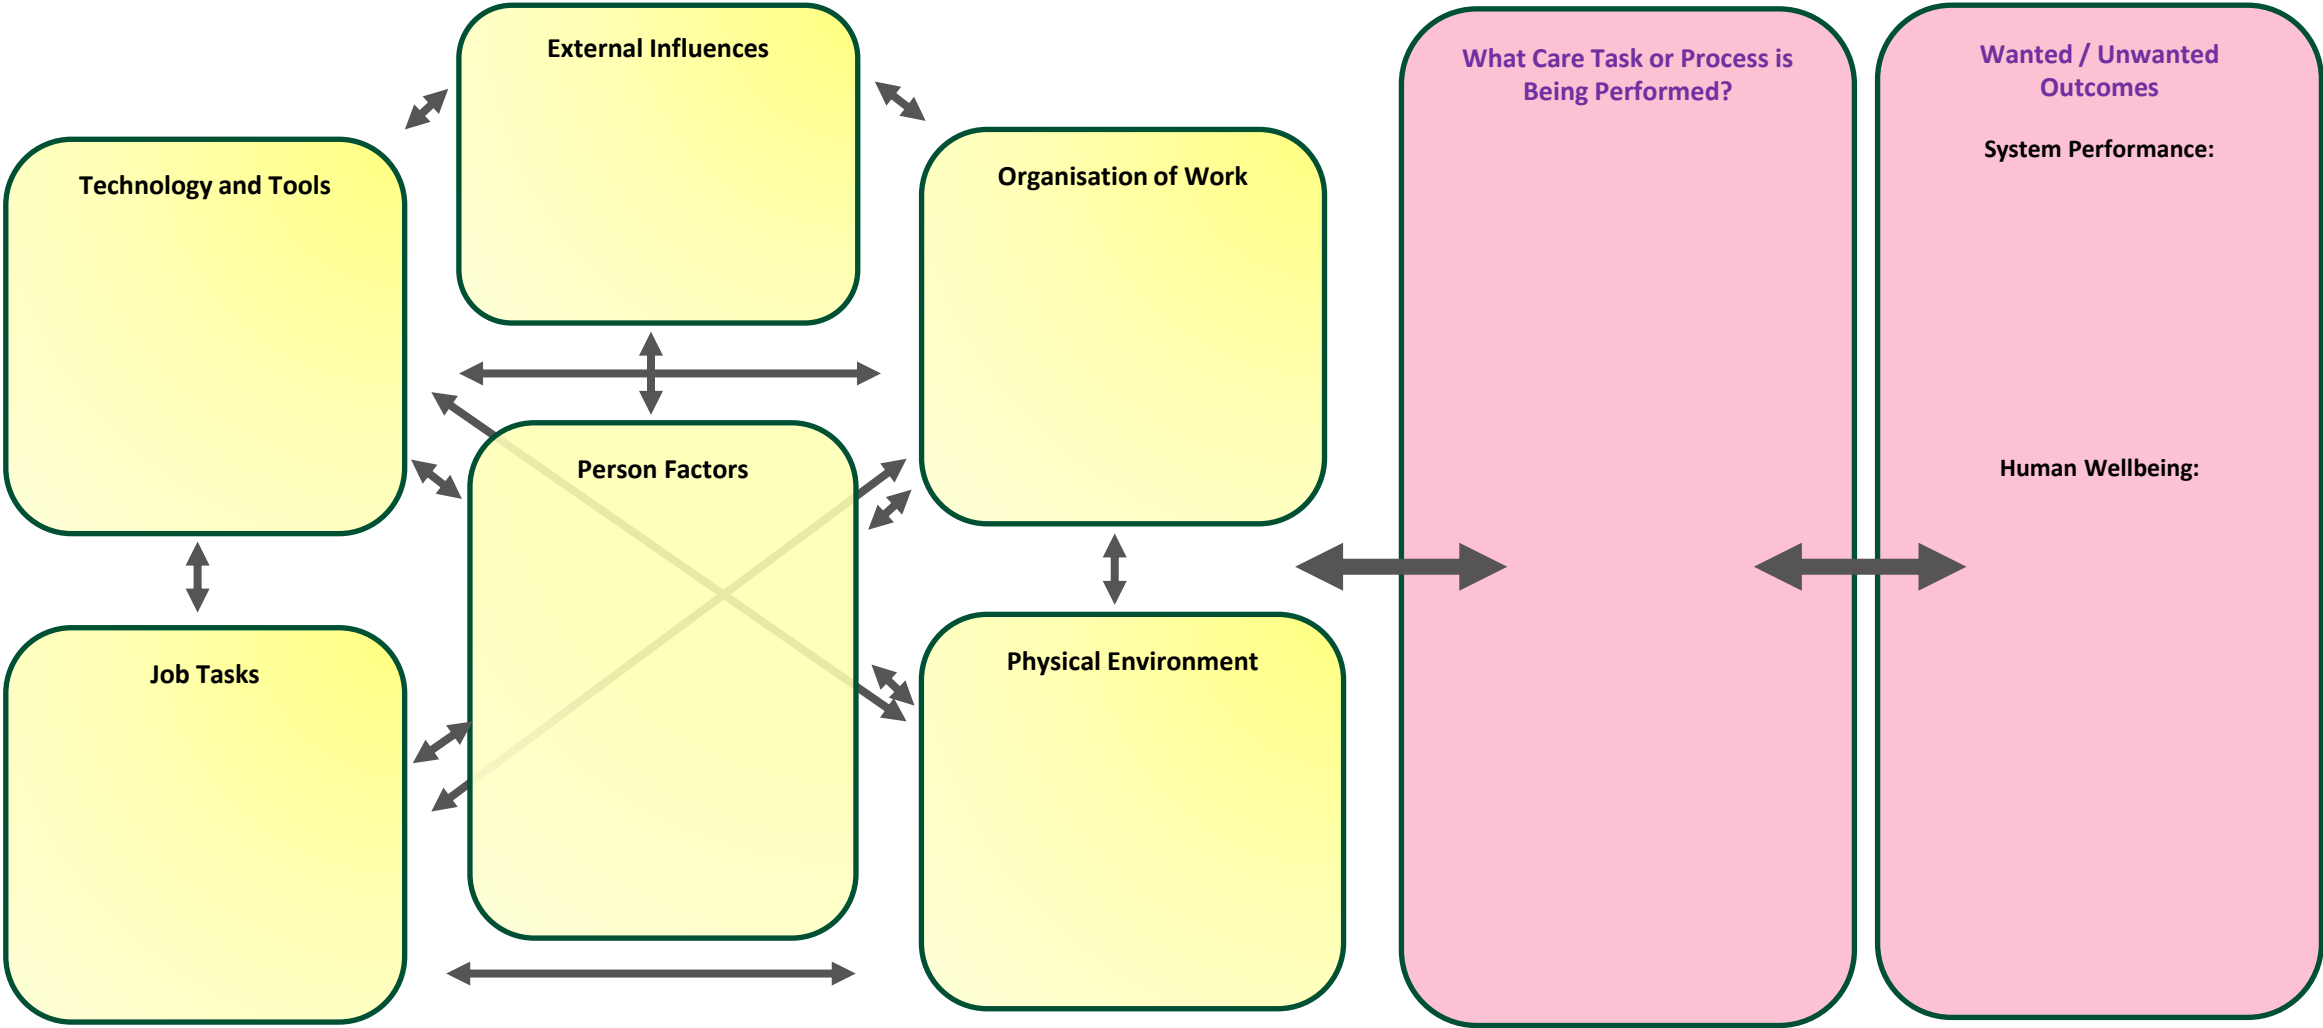 External Influences
Technology and Tools
Organisation of Work
Person Factors
Job Tasks
Physical Environment
What Care Task or Process is
Being Performed?
Wanted / Unwanted
Outcomes
System Performance:
Human Wellbeing: